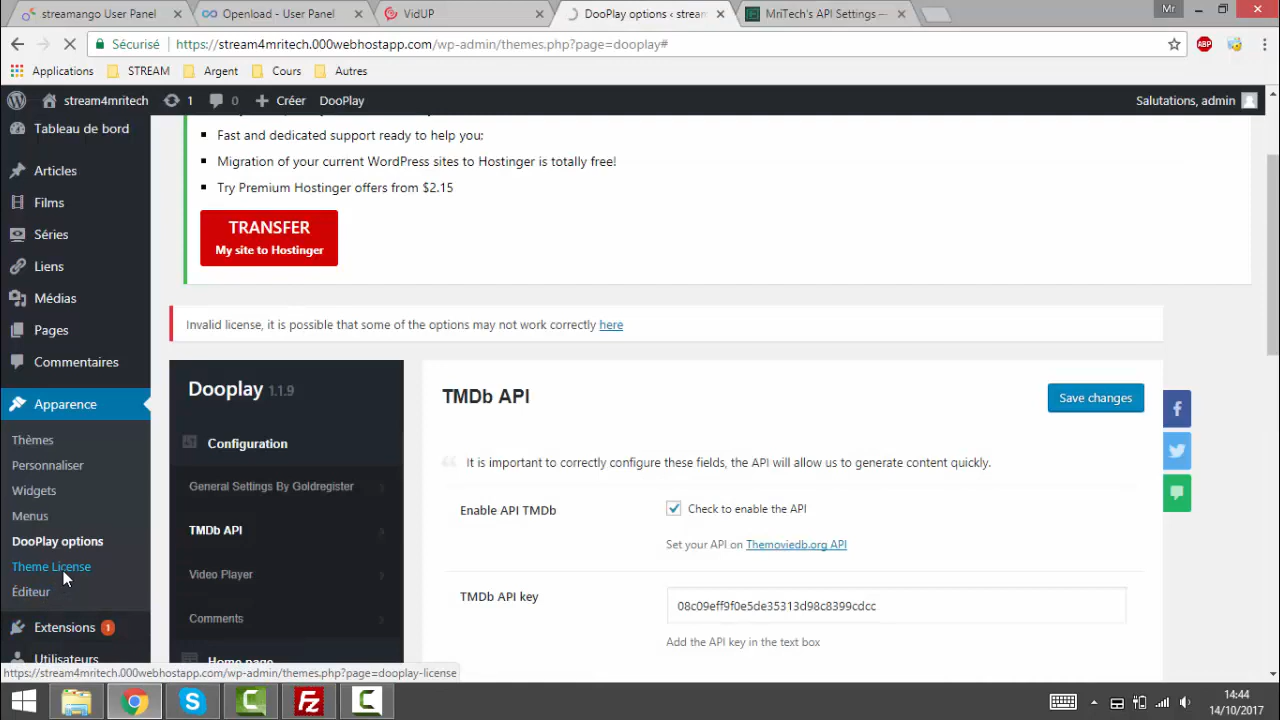 streamango User Panel
Openload - User Panel
VidUP
DooPlay options ‹ stream
MriTech's API Settings —
Mr
Sécurisé
https://stream4mritech.000webhostapp.com/wp-admin/themes.php?page=dooplay#
ABP
Applications
STREAM
Argent
Cours
Autres
stream4mritech
1
0
Créer
DooPlay
Salutations, admin
Tableau de bord
Articles
Films
Séries
Liens
Médias
Pages
Commentaires
Apparence
Thèmes
Personnaliser
Widgets
Menus
DooPlay options
Theme License
Éditeur
Extensions 1
Utilisateurs
Fast and dedicated support ready to help you:
Migration of your current WordPress sites to Hostinger is totally free!
Try Premium Hostinger offers from $2.15
TRANSFER
My site to Hostinger
Invalid license, it is possible that some of the options may not work correctly here
Dooplay 1.1.9
Configuration
General Settings By Goldregister
TMDb API
Video Player
Comments
Home page
TMDb API
Save changes
It is important to correctly configure these fields, the API will allow us to generate content quickly.
Enable API TMDb
Check to enable the API
Set your API on Themoviedb.org API
TMDb API key
08c09eff9f0e5de35313d98c8399cdcc
Add the API key in the text box
https://stream4mritech.000webhostapp.com/wp-admin/themes.php?page=dooplay-license
14:44
14/10/2017